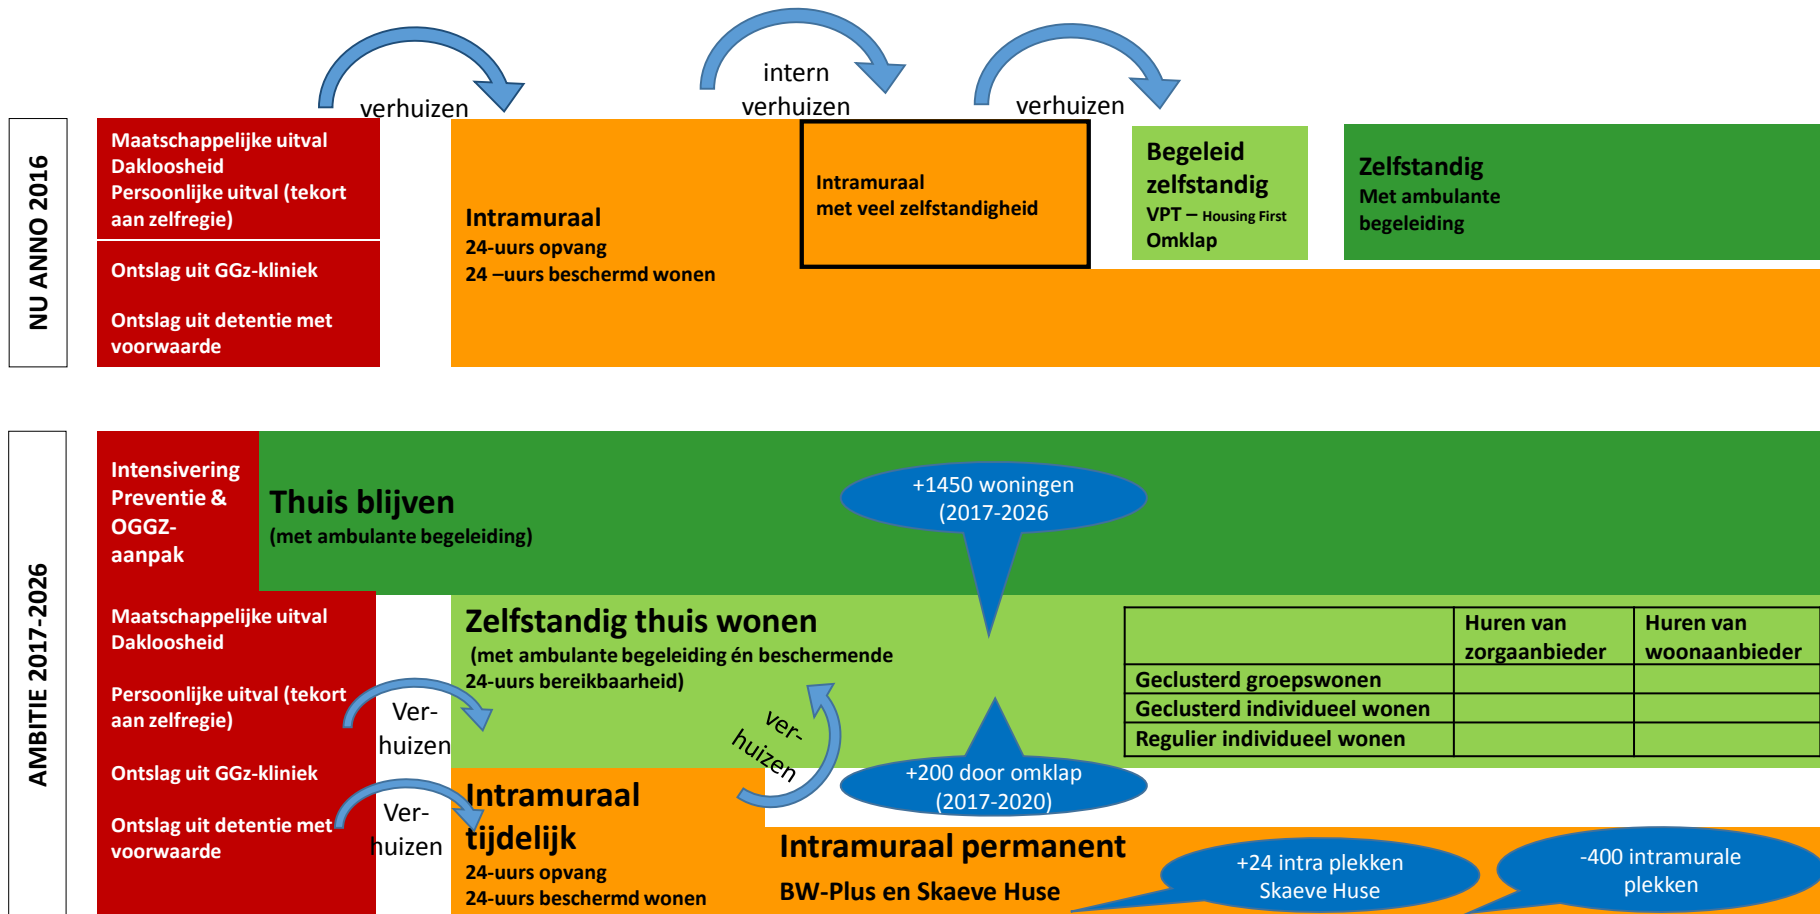 verhuizen
intern
verhuizen
verhuizen
NU ANNO 2016
Maatschappelijke uitval
Dakloosheid
Persoonlijke uitval (tekort
aan zelfregie)
Ontslag uit GGz-kliniek
Ontslag uit detentie met
voorwaarde
Intramuraal
24-uurs opvang
24 –uurs beschermd wonen
Intramuraal
met veel zelfstandigheid
Begeleid
zelfstandig
VPT – Housing First
Omklap
Zelfstandig
Met ambulante
begeleiding
AMBITIE 2017-2026
Intensivering
Preventie &
OGGZ-
aanpak
Thuis blijven
(met ambulante begeleiding)
+1450 woningen
(2017-2026
Maatschappelijke uitval
Dakloosheid
Persoonlijke uitval (tekort
aan zelfregie)
Ontslag uit GGz-kliniek
Ontslag uit detentie met
voorwaarde
Ver-
huizen
Ver-
huizen
Zelfstandig thuis wonen
(met ambulante begeleiding én beschermende
24-uurs bereikbaarheid)
ver-
huizen
+200 door omklap
(2017-2020)
Huren van
zorgaanbieder
Huren van
woonaanbieder
Geclusterd groepswonen
Geclusterd individueel wonen
Regulier individueel wonen
Intramuraal
tijdelijk
24-uurs opvang
24-uurs beschermd wonen
Intramuraal permanent
BW-Plus en Skaeve Huse
+24 intra plekken
Skaeve Huse
-400 intramurale
plekken